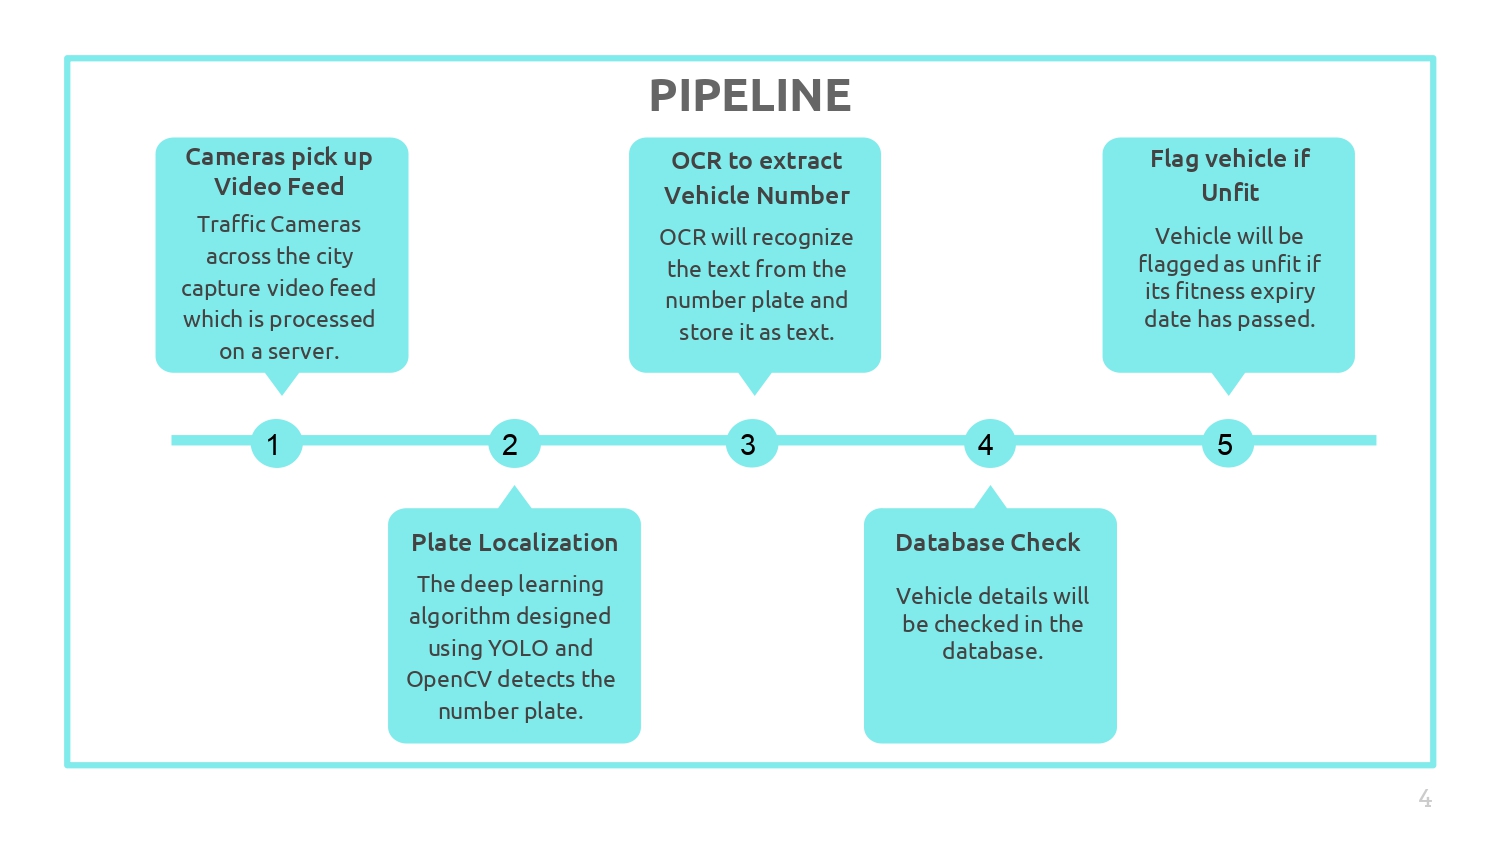 PIPELINE
Cameras pick up
Video Feed
Traffic Cameras
across the city
capture video feed
which is processed
on a server.
OCR to extract
Vehicle Number
OCR will recognize
the text from the
number plate and
store it as text.
Flag vehicle if
Unfit
Vehicle will be
flagged as unfit if
its fitness expiry
date has passed.
1
2
3
4
5
Plate Localization
The deep learning
algorithm designed
using YOLO and
OpenCV detects the
number plate.
Database Check
Vehicle details will
be checked in the
database.
4